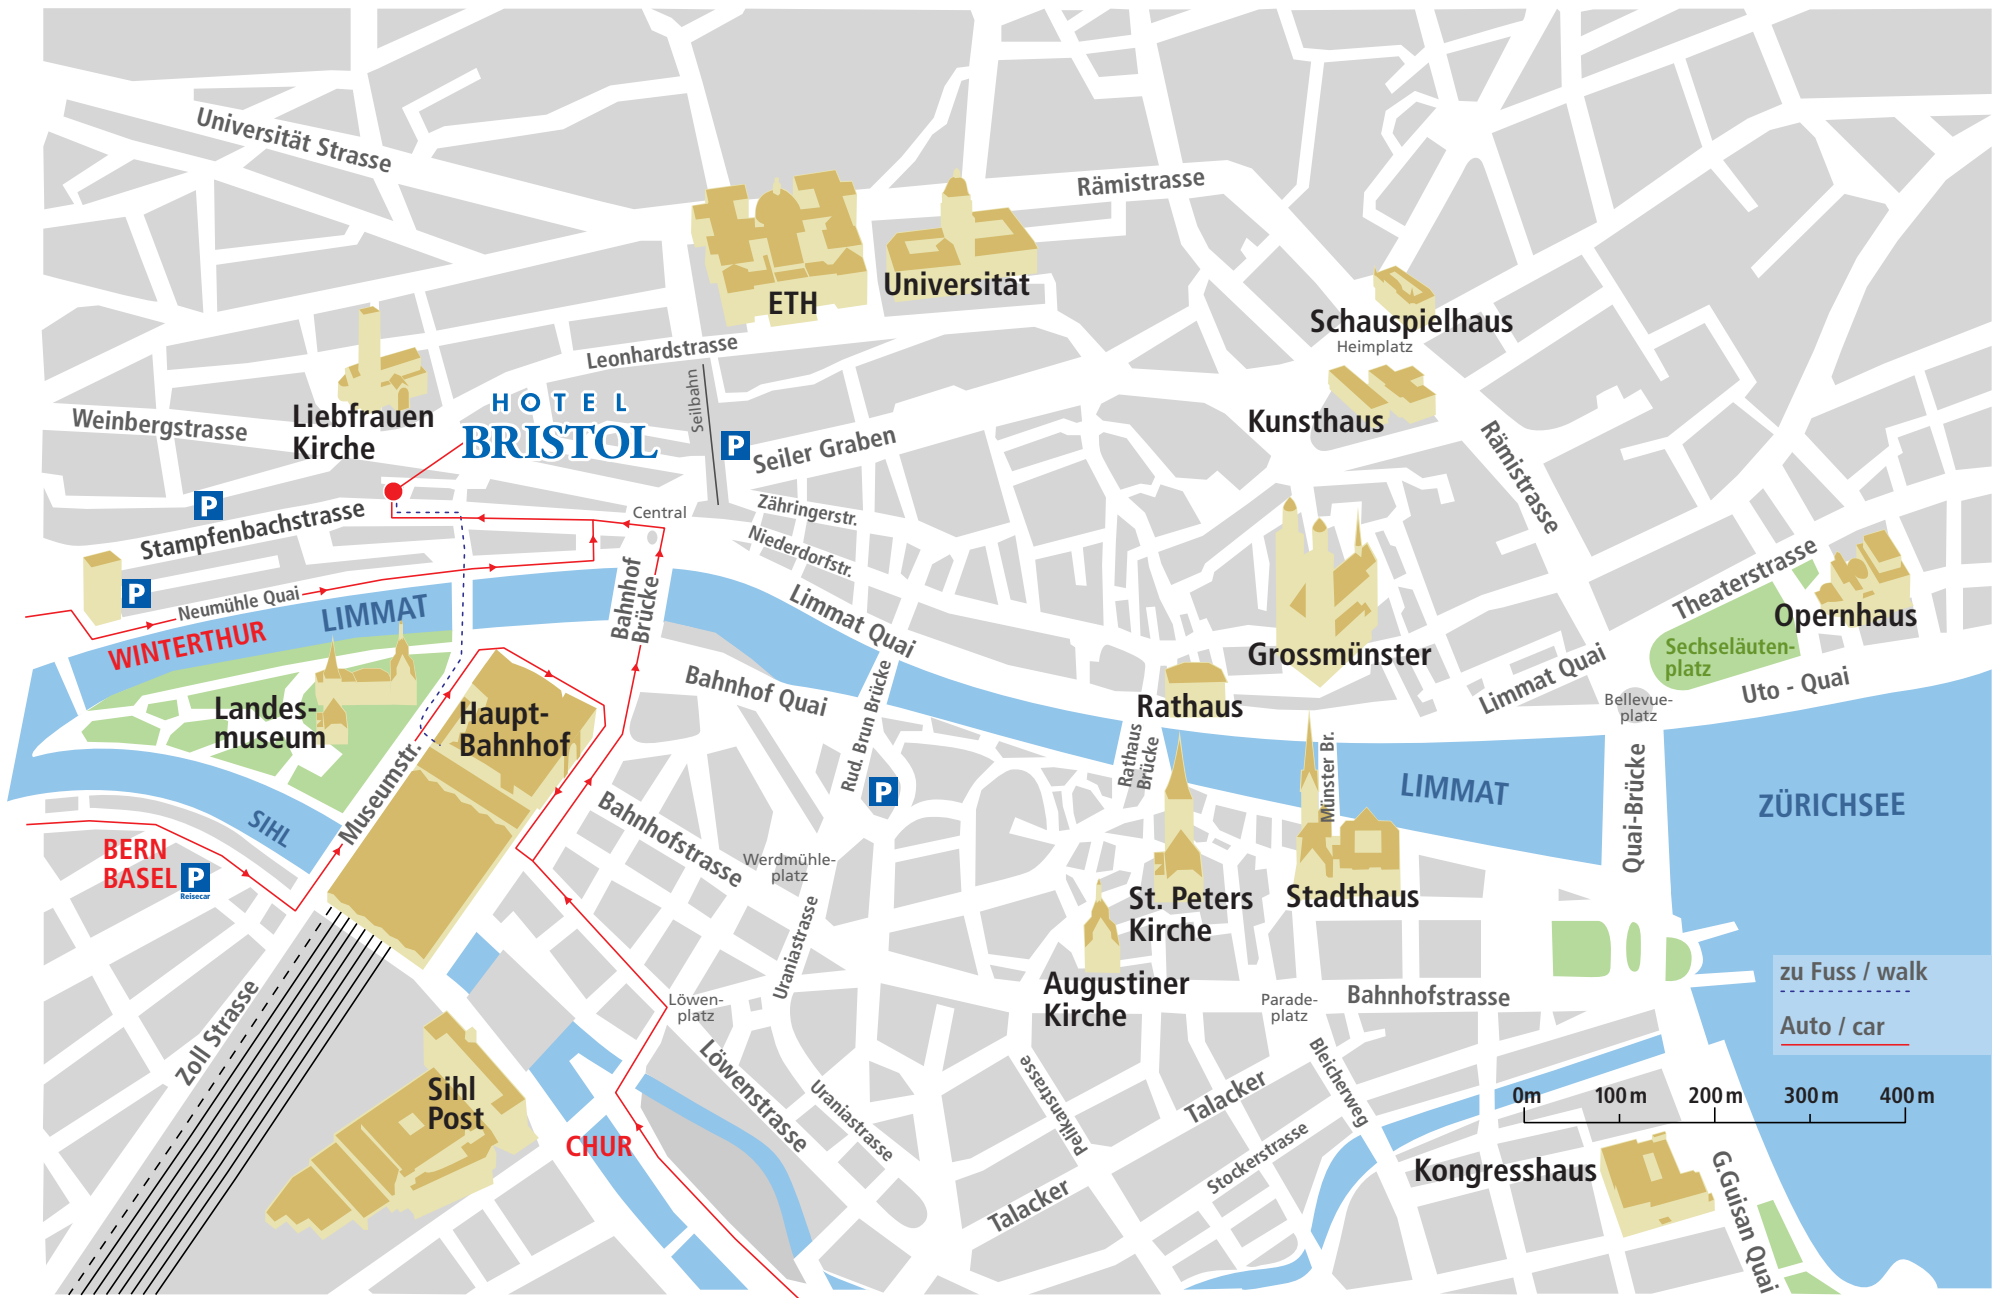 Universität Strasse
Rämistrasse
ETH
Universität
Schauspielhaus
Heimplatz
Leonhardstrasse
Seilbahn
Weinbergstrasse
Liebfrauen
Kirche
HOTEL
BRISTOL
P
Seiler Graben
Kunsthaus
Rämistrasse
P
Stampfenbachstrasse
Central
Zähringerstr.
Niederdorfstr.
P
Neumühle Quai
LIMMAT
WINTERTHUR
Bahnhof
Brücke
Limmat Quai
Grossmünster
Theaterstrasse
Opernhaus
Sechseläuten-
platz
Limmat Quai
Uto - Quai
Bellevue-
platz
Landes-
museum
Haupt-
Bahnhof
Bahnhof Quai
Rud. Brun Brücke
Rathaus
Rathaus
Brücke
Münster Br.
LIMMAT
Quai-Brücke
ZÜRICHSEE
P
Museumstr.
SIHL
BERN
BASEL
P
Reisecar
Bahnhofstrasse
Werdmühle-
platz
Uraniastrasse
St. Peters
Kirche
Stadthaus
Augustiner
Kirche
Parade-
platz
Bahnhofstrasse
zu Fuss / walk
Auto / car
Löwen-
platz
Zoll Strasse
Sihl
Post
CHUR
Löwenstrasse
Uraniastrasse
Pelikanstrasse
Talacker
Bleicherweg
Stockerstrasse
Talacker
0m 100 m 200 m 300 m 400 m
Kongresshaus
G.Guisan Quai